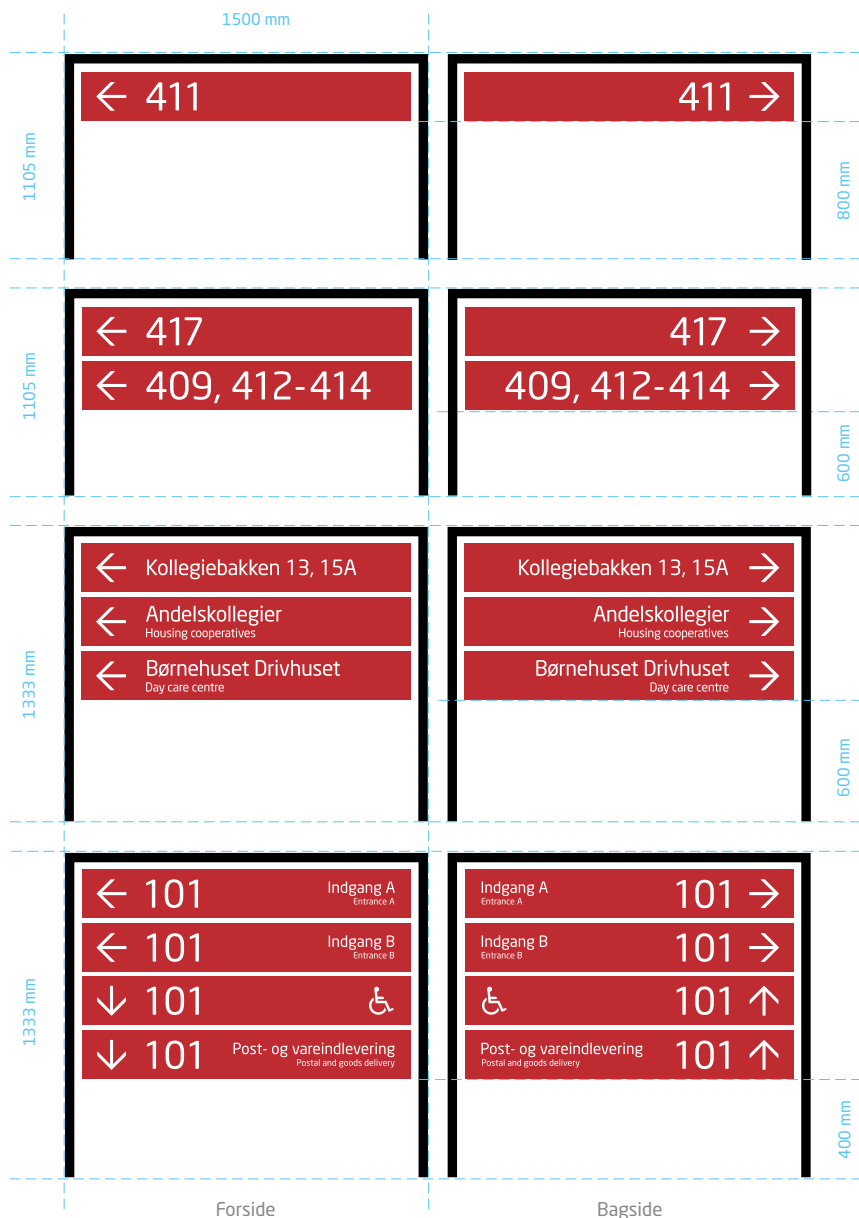 1500 mm
← 411
411 →
1105 mm
800 mm
← 417
417 →
← 409, 412-414
409, 412-414 →
1105 mm
600 mm
← Kollegiebakken 13, 15A
Kollegiebakken 13, 15A →
← Andelskollegier
Housing cooperatives
Andelskollegier →
Housing cooperatives
← Børnehuset Drivhuset
Day care centre
Børnehuset Drivhuset →
Day care centre
1333 mm
600 mm
← 101 Indgang A
Entrance A
Indgang A 101 →
Entrance A
← 101 Indgang B
Entrance B
Indgang B 101 →
Entrance B
↓ 101
101 ↑
↓ 101 Post- og vareindlevering
Postal and goods delivery
Post- og vareindlevering 101 ↑
Postal and goods delivery
1333 mm
400 mm
Forside
Bagside